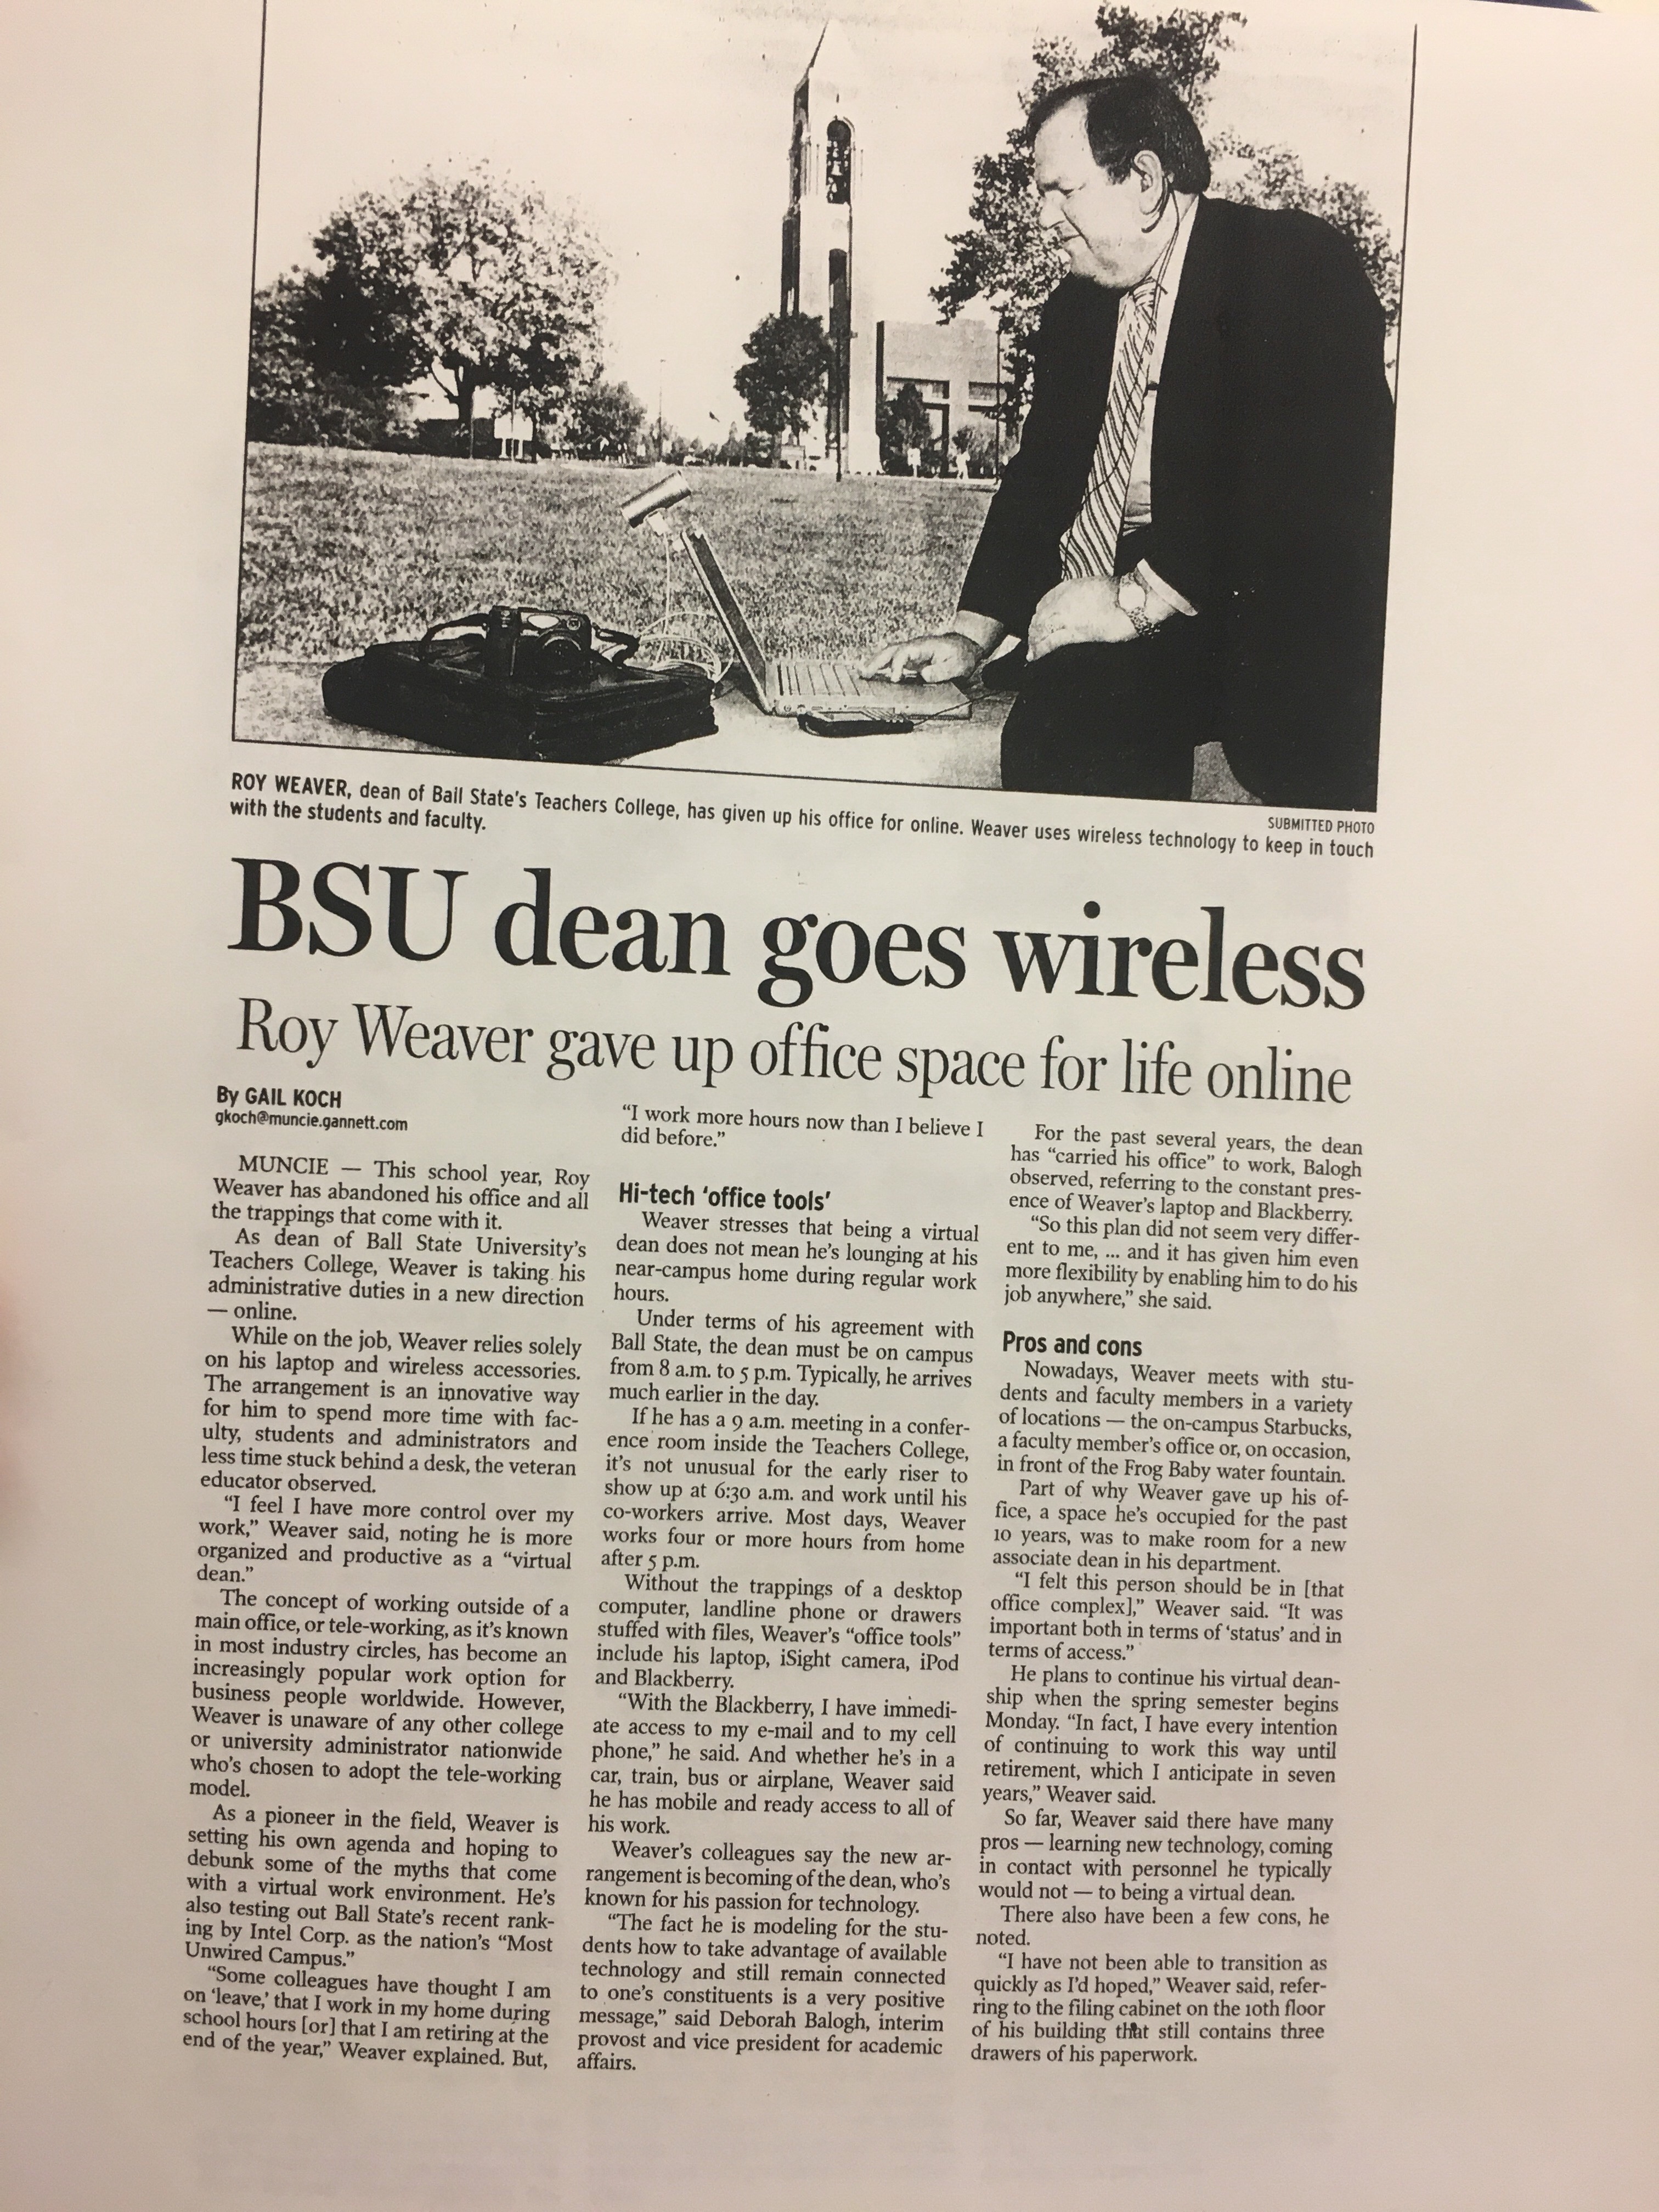 SUBMITTED PHOTO
ROY WEAVER, dean of Ball State's Teachers College, has given up his office for online. Weaver uses wireless technology to keep in touch
with the students and faculty.
BSU dean goes wireless
Roy Weaver gave up office space for life online
By GAIL KOCH
gkoch@muncie.gannett.com
MUNCIE — This school year, Roy
Weaver has abandoned his office and all
the trappings that come with it.
As dean of Ball State University's
Teachers College, Weaver is taking his
administrative duties in a new direction
— online.
While on the job, Weaver relies solely
on his laptop and wireless accessories.
The arrangement is an innovative way
for him to spend more time with fac-
ulty, students and administrators and
less time stuck behind a desk, the veteran
educator observed.
"I feel I have more control over my
work," Weaver said, noting he is more
organized and productive as a "virtual
dean."
The concept of working outside of a
main office, or tele-working, as it's known
in most industry circles, has become an
increasingly popular work option for
business people worldwide. However,
Weaver is unaware of any other college
or university administrator nationwide
who's chosen to adopt the tele-working
model.
As a pioneer in the field, Weaver is
setting his own agenda and hoping to
debunk some of the myths that come
with a virtual work environment. He's
also testing out Ball State's recent rank-
ing by Intel Corp. as the nation's "Most
Unwired Campus."
"Some colleagues have thought I am
on 'leave,' that I work in my home during
school hours [or] that I am retiring at the
end of the year," Weaver explained. But,
"I work more hours now than I believe I
did before."
Hi-tech 'office tools'
Weaver stresses that being a virtual
dean does not mean he's lounging at his
near-campus home during regular work
hours.
Under terms of his agreement with
Ball State, the dean must be on campus
from 8 a.m. to 5 p.m. Typically, he arrives
much earlier in the day.
If he has a 9 a.m. meeting in a confer-
ence room inside the Teachers College,
it's not unusual for the early riser to
show up at 6:30 a.m. and work until his
co-workers arrive. Most days, Weaver
works four or more hours from home
after 5 p.m.
Without the trappings of a desktop
computer, landline phone or drawers
stuffed with files, Weaver's "office tools"
include his laptop, iSight camera, iPod
and Blackberry.
"With the Blackberry, I have immedi-
ate access to my e-mail and to my cell
phone," he said. And whether he's in a
car, train, bus or airplane, Weaver said
he has mobile and ready access to all of
his work.
Weaver's colleagues say the new ar-
rangement is becoming of the dean, who's
known for his passion for technology.
"The fact he is modeling for the stu-
dents how to take advantage of available
technology and still remain connected
to one's constituents is a very positive
message," said Deborah Balogh, interim
provost and vice president for academic
affairs.
For the past several years, the dean
has "carried his office" to work, Balogh
observed, referring to the constant pres-
ence of Weaver's laptop and Blackberry.
"So this plan did not seem very differ-
ent to me, ... and it has given him even
more flexibility by enabling him to do his
job anywhere," she said.
Pros and cons
Nowadays, Weaver meets with stu-
dents and faculty members in a variety
of locations — the on-campus Starbucks,
a faculty member's office or, on occasion,
in front of the Frog Baby water fountain.
Part of why Weaver gave up his of-
fice, a space he's occupied for the past
10 years, was to make room for a new
associate dean in his department.
"I felt this person should be in [that
office complex]," Weaver said. "It was
important both in terms of 'status' and in
terms of access."
He plans to continue his virtual dean-
ship when the spring semester begins
Monday. "In fact, I have every intention
of continuing to work this way until
retirement, which I anticipate in seven
years," Weaver said.
So far, Weaver said there have many
pros — learning new technology, coming
in contact with personnel he typically
would not — to being a virtual dean.
There also have been a few cons, he
noted.
"I have not been able to transition as
quickly as I'd hoped," Weaver said, refer-
ring to the filing cabinet on the 10th floor
of his building that still contains three
drawers of his paperwork.